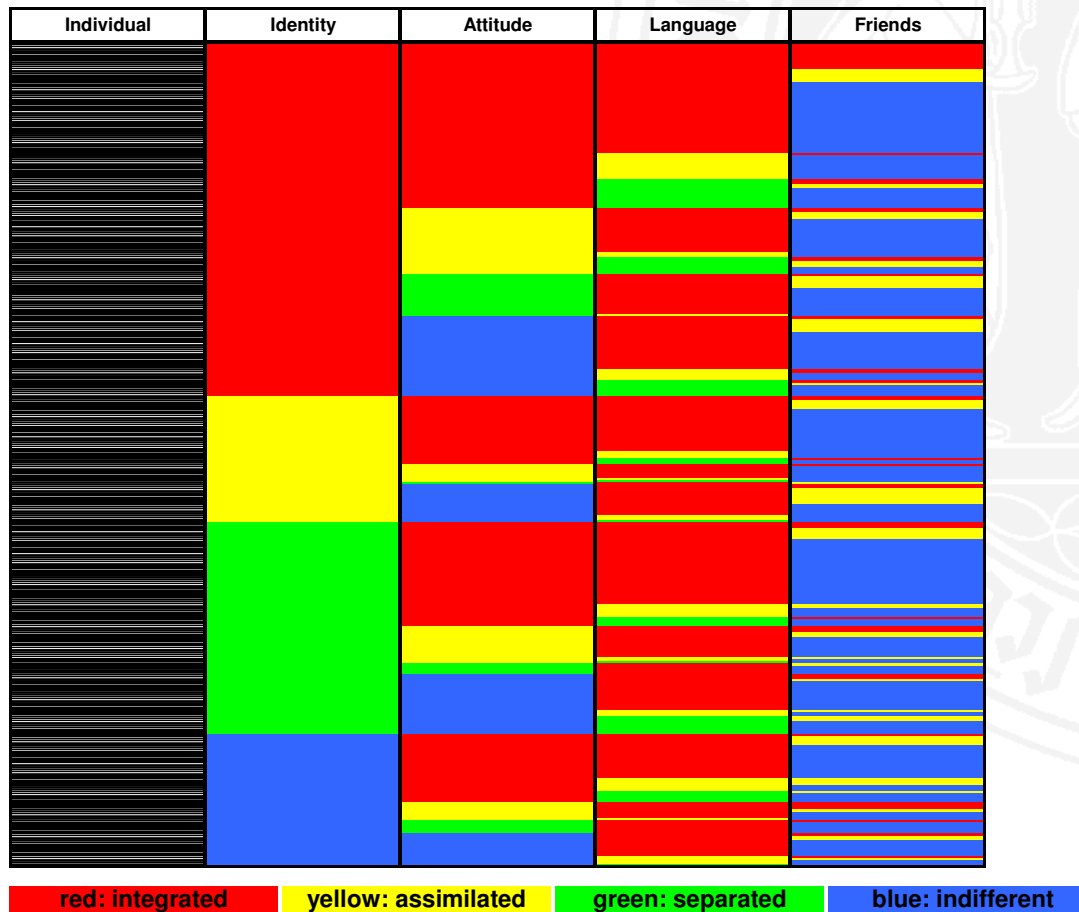 Individual Identity Attitude Language Friends
red: integrated yellow: assimilated green: separated blue: indifferent